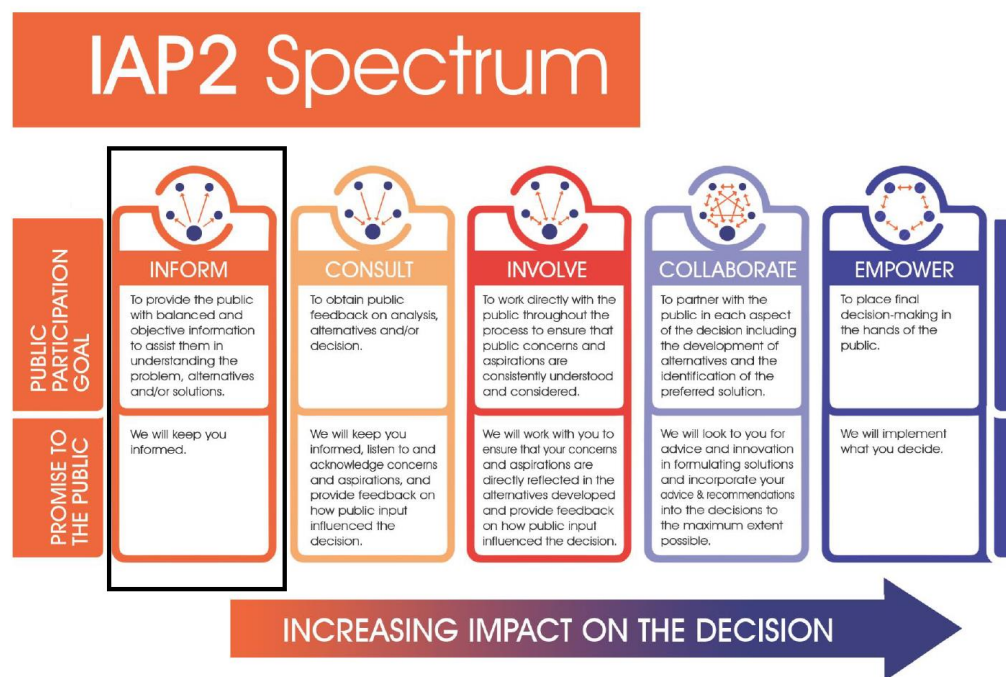 IAP2 Spectrum
INFORM
CONSULT
INVOLVE
COLLABORATE
EMPOWER
PUBLIC
PARTICIPATION
GOAL
To provide the public
with balanced and
objective information
to assist them in
understanding the
problem, alternatives
and/or solutions.
To obtain public
feedback on analysis,
alternatives and/or
decision.
To work directly with the
public throughout the
process to ensure that
public concerns and
aspirations are
consistently understood
and considered.
To partner with the
public in each aspect
of the decision including
the development of
alternatives and the
identification of the
preferred solution.
To place final
decision-making in
the hands of the
public.
PROMISE TO
THE PUBLIC
We will keep you
informed.
We will keep you
informed, listen to and
acknowledge concerns
and aspirations, and
provide feedback on
how public input
influenced the
decision.
We will work with you to
ensure that your concerns
and aspirations are
directly reflected in the
alternatives developed
and provide feedback
on how public input
influenced the decision.
We will look to you for
advice and innovation
in formulating solutions
and incorporate your
advice & recommendations
into the decisions to
the maximum extent
possible.
We will implement
what you decide.
INCREASING IMPACT ON THE DECISION